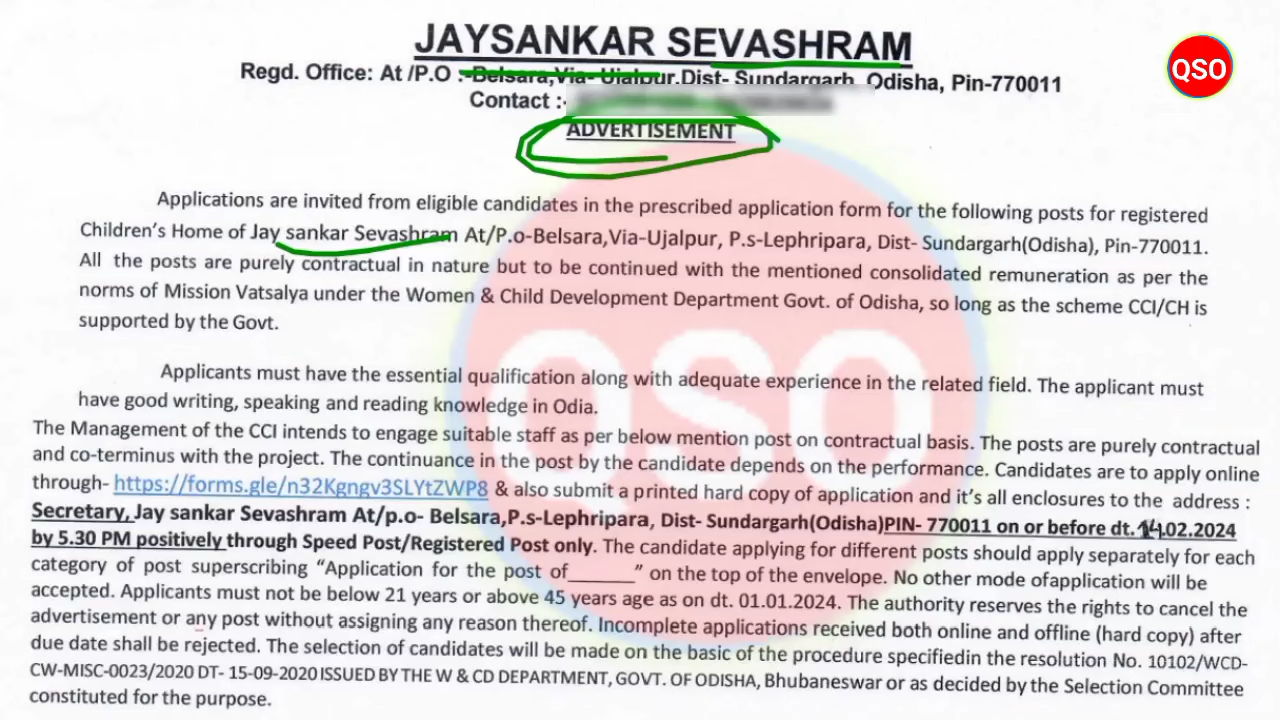 JAYSANKAR SEVASHRAM
QSO
Regd. Office: At /P.O :-Belsara,Via- Ujalpur,Dist- Sundargarh, Odisha, Pin-770011
Contact :-
ADVERTISEMENT
Applications are invited from eligible candidates in the prescribed application form for the following posts for registered
Children's Home of Jay sankar Sevashram At/P.o-Belsara,Via-Ujalpur, P.s-Lephripara, Dist- Sundargarh(Odisha), Pin-770011.
All the posts are purely contractual in nature but to be continued with the mentioned consolidated remuneration as per the
norms of Mission Vatsalya under the Women & Child Development Department Govt. of Odisha, so long as the scheme CCI/CH is
supported by the Govt.
Applicants must have the essential qualification along with adequate experience in the related field. The applicant must
have good writing, speaking and reading knowledge in Odia.
The Management of the CCI intends to engage suitable staff as per below mention post on contractual basis. The posts are purely contractual
and co-terminus with the project. The continuance in the post by the candidate depends on the performance. Candidates are to apply online
through- https://forms.gle/n32Kgngv3SLYtZWP8 & also submit a printed hard copy of application and it's all enclosures to the address :
Secretary, Jay sankar Sevashram At/p.o- Belsara,P.s-Lephripara, Dist- Sundargarh(Odisha)PIN- 770011 on or before dt. 14.02.2024
by 5.30 PM positively through Speed Post/Registered Post only. The candidate applying for different posts should apply separately for each
category of post superscribing "Application for the post of______" on the top of the envelope. No other mode ofapplication will be
accepted. Applicants must not be below 21 years or above 45 years age as on dt. 01.01.2024. The authority reserves the rights to cancel the
advertisement or any post without assigning any reason thereof. Incomplete applications received both online and offline (hard copy) after
due date shall be rejected. The selection of candidates will be made on the basic of the procedure specifiedin the resolution No. 10102/WCD-
CW-MISC-0023/2020 DT- 15-09-2020 ISSUED BY THE W & CD DEPARTMENT, GOVT. OF ODISHA, Bhubaneswar or as decided by the Selection Committee
constituted for the purpose.
QSO